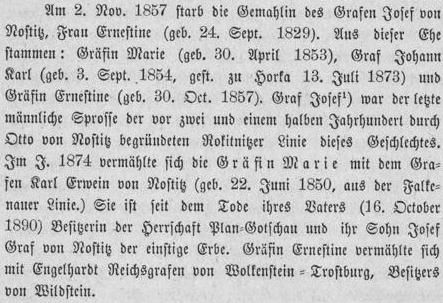 Am 2. Nov. 1857 starb die Gemahlin des Grafen Josef von
Nostitz, Frau Ernestine (geb. 24. Sept. 1829). Aus dieser Ehe
stammen: Gräfin Marie (geb. 30. April 1853), Graf Johann
Karl (geb. 3. Sept. 1854, gest. zu Horka 13. Juli 1873) und
Gräfin Ernestine (geb. 30. Oct. 1857). Graf Josef¹) war der letzte
männliche Sprosse der vor zwei und einem halben Jahrhundert durch
Otto von Nostitz begründeten Rokitnitzer Linie dieses Geschlechtes.
Im J. 1874 vermählte sich die Gräfin Marie mit dem Gra-
fen Karl Erwein von Nostitz (geb. 22. Juni 1850, aus der Falke-
nauer Linie.) Sie ist seit dem Tode ihres Vaters (16. October
1890) Besitzerin der Herrschaft Plan-Gotschau und ihr Sohn Josef
Graf von Nostitz der einstige Erbe. Gräfin Ernestine vermählte sich
mit Engelhardt Reichsgrafen von Wolkenstein-Trostburg, Besitzers
von Wildstein.